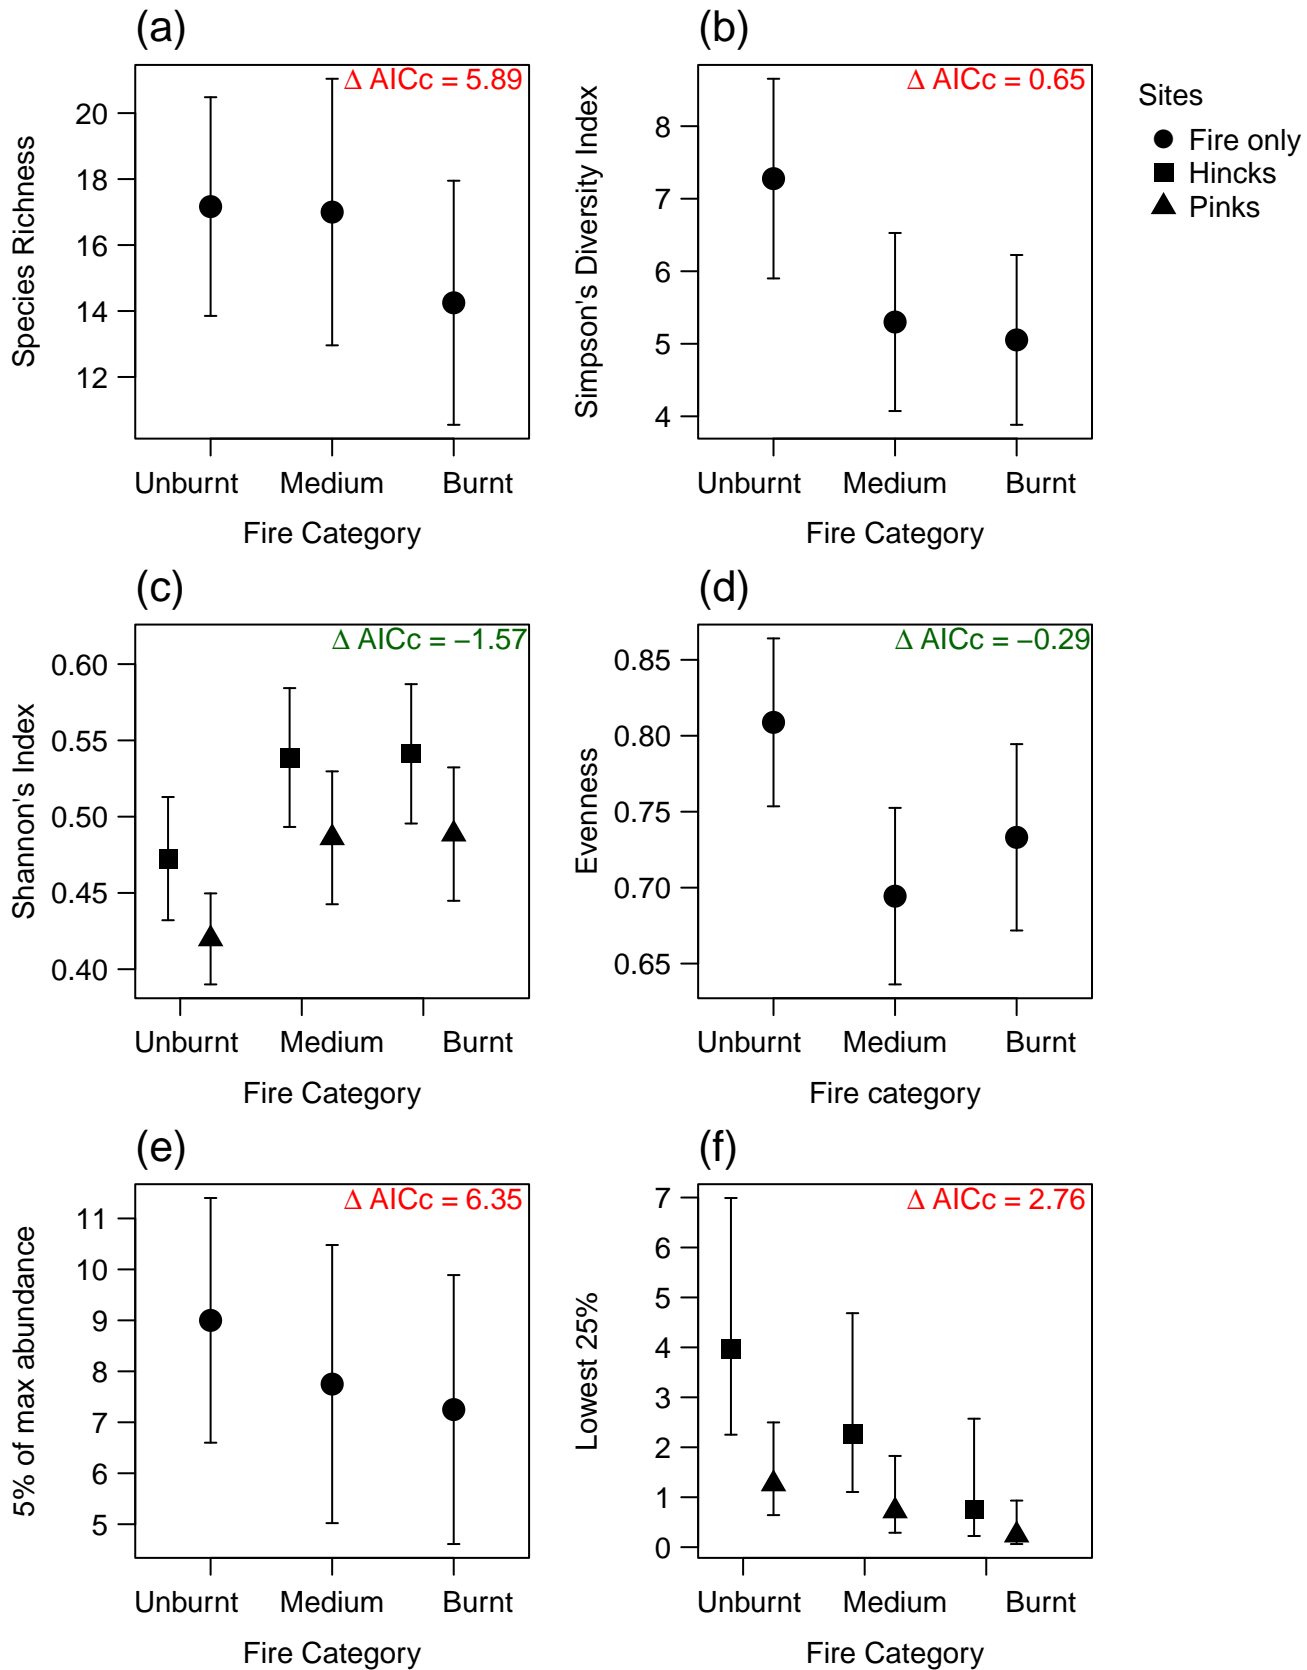 (a)
Δ AICc = 5.89
Species Richness
20
18
16
14
12
Unburnt Medium Burnt
Fire Category
(b)
Δ AICc = 0.65
Simpson's Diversity Index
8
7
6
5
4
Unburnt Medium Burnt
Fire Category
Sites
Fire only
Hincks
Pinks
(c)
Δ AICc = −1.57
Shannon's Index
0.60
0.55
0.50
0.45
0.40
Unburnt Medium Burnt
Fire Category
(d)
Δ AICc = −0.29
Evenness
0.85
0.80
0.75
0.70
0.65
Unburnt Medium Burnt
Fire category
(e)
Δ AICc = 6.35
5% of max abundance
11
10
9
8
7
6
5
Unburnt Medium Burnt
Fire Category
(f)
Δ AICc = 2.76
Lowest 25%
7
6
5
4
3
2
1
0
Unburnt Medium Burnt
Fire Category